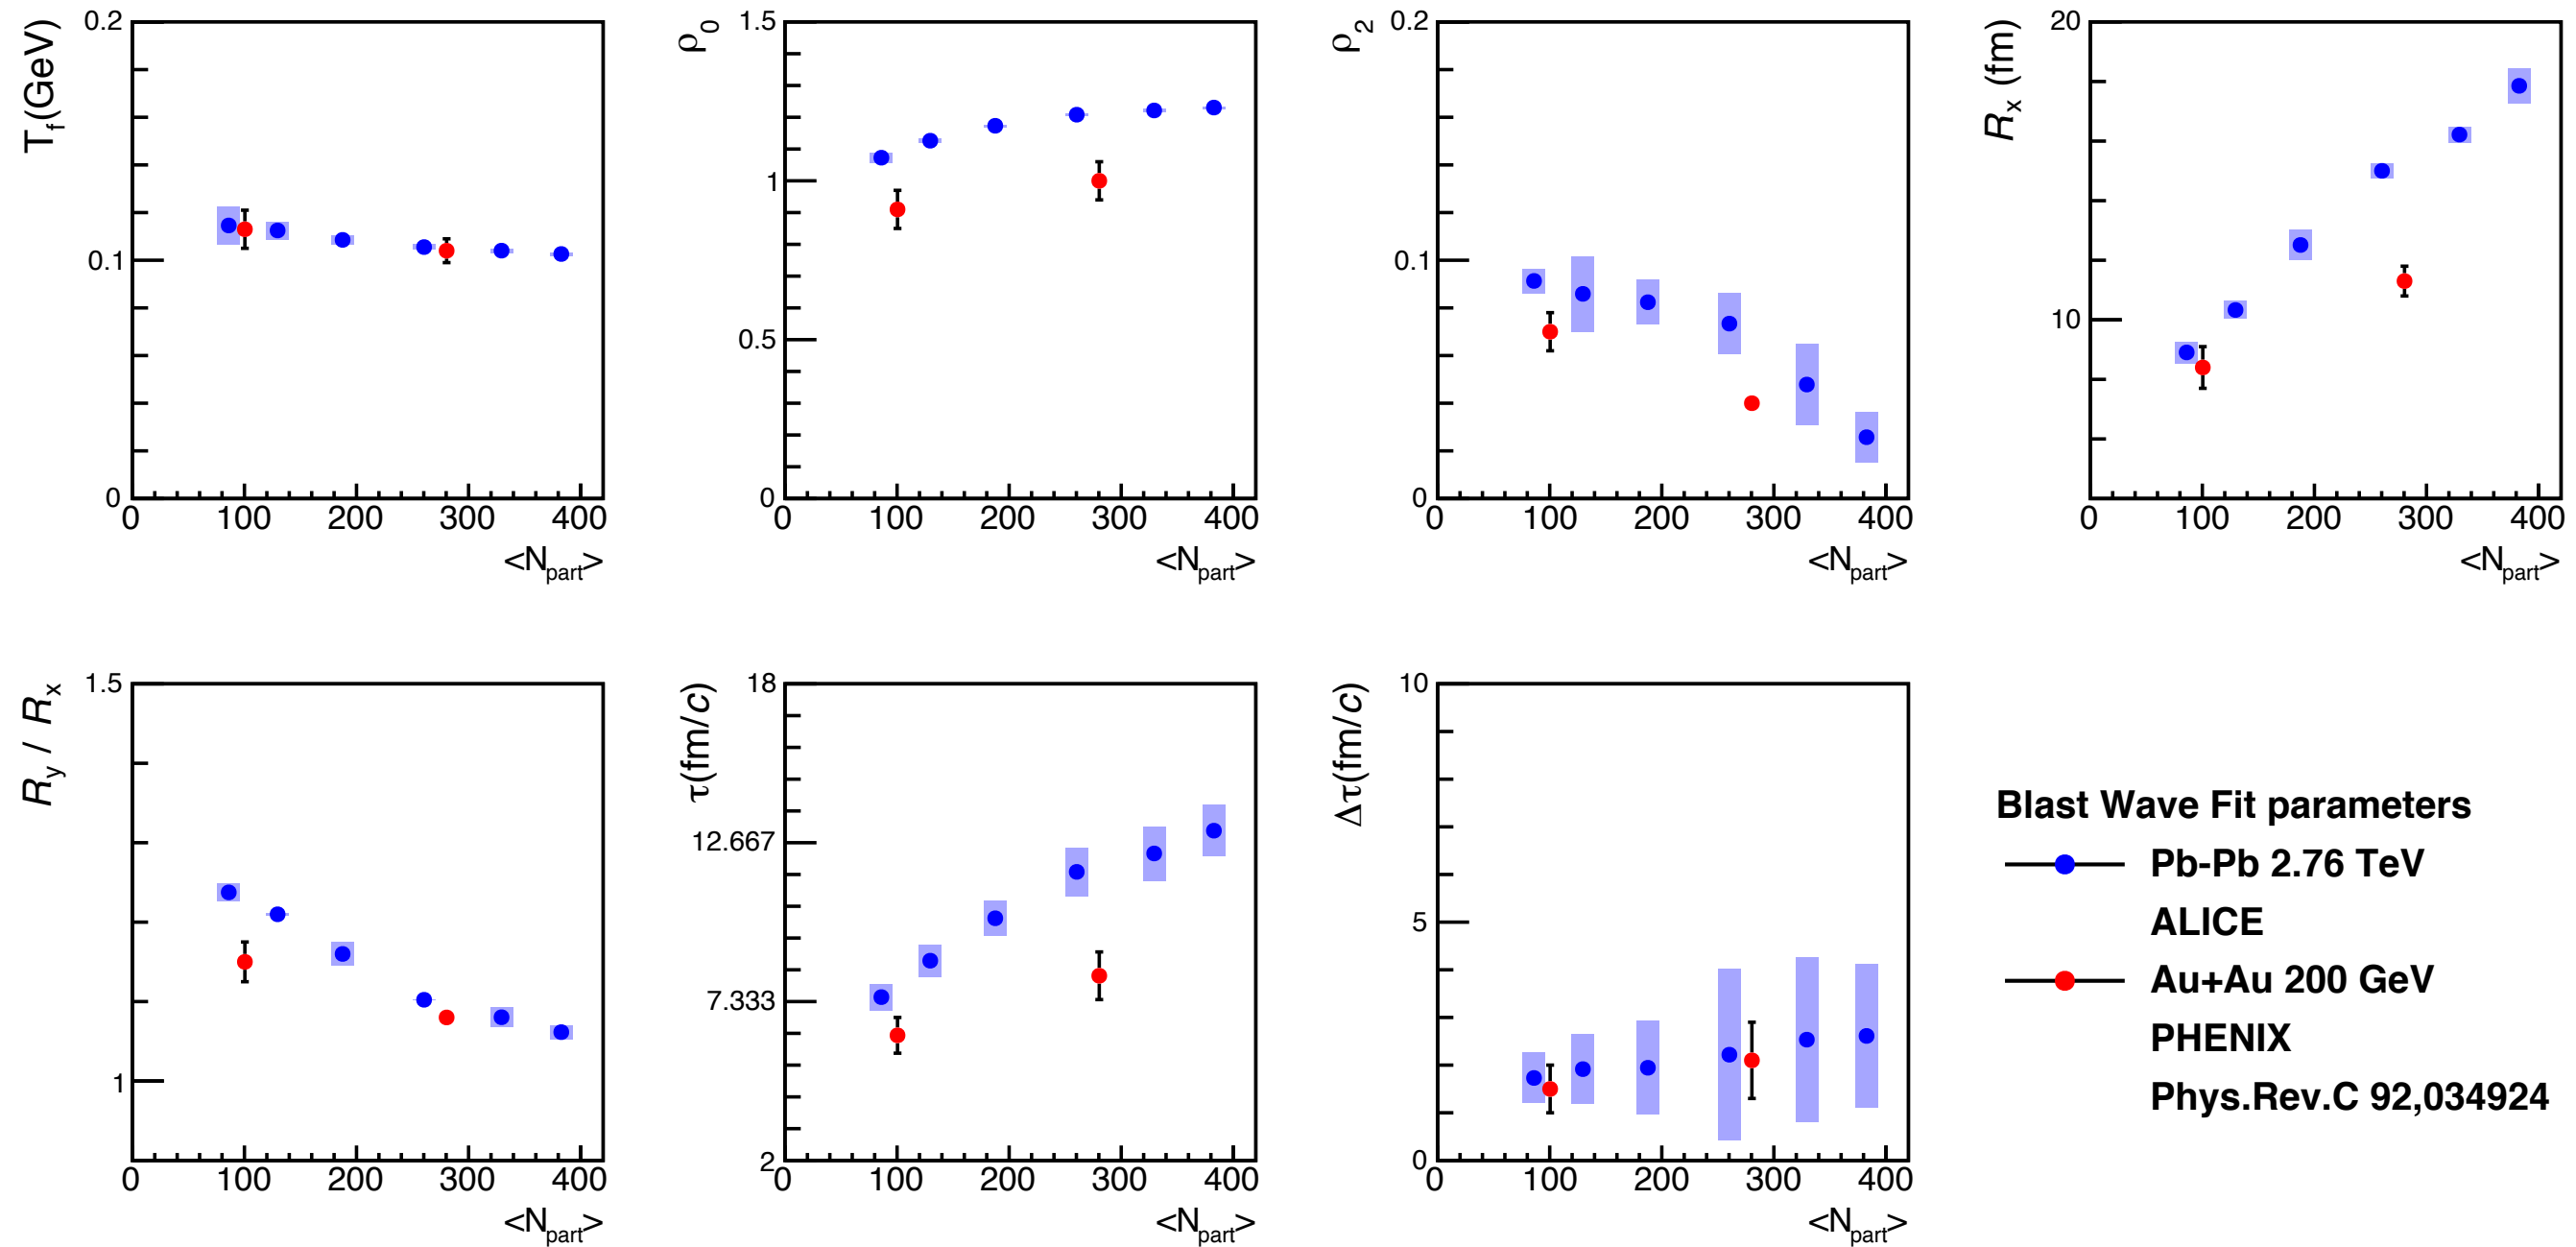 T_f(GeV)
0.2
0.1
0
0 100 200 300 400
<N_part>
ρ_0
1.5
1
0.5
0
0 100 200 300 400
<N_part>
ρ_2
0.2
0.1
0
0 100 200 300 400
<N_part>
R_x (fm)
20
10
0 100 200 300 400
<N_part>
R_y / R_x
1.5
1
0 100 200 300 400
<N_part>
τ(fm/c)
18
12.667
7.333
2
0 100 200 300 400
<N_part>
Δτ(fm/c)
10
5
0
0 100 200 300 400
<N_part>
Blast Wave Fit parameters
Pb-Pb 2.76 TeV
ALICE
Au+Au 200 GeV
PHENIX
Phys.Rev.C 92,034924